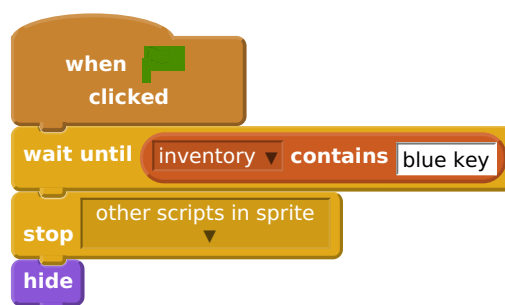 when
clicked
wait until inventory ▼ contains blue key
other scripts in sprite
stop ▼
hide